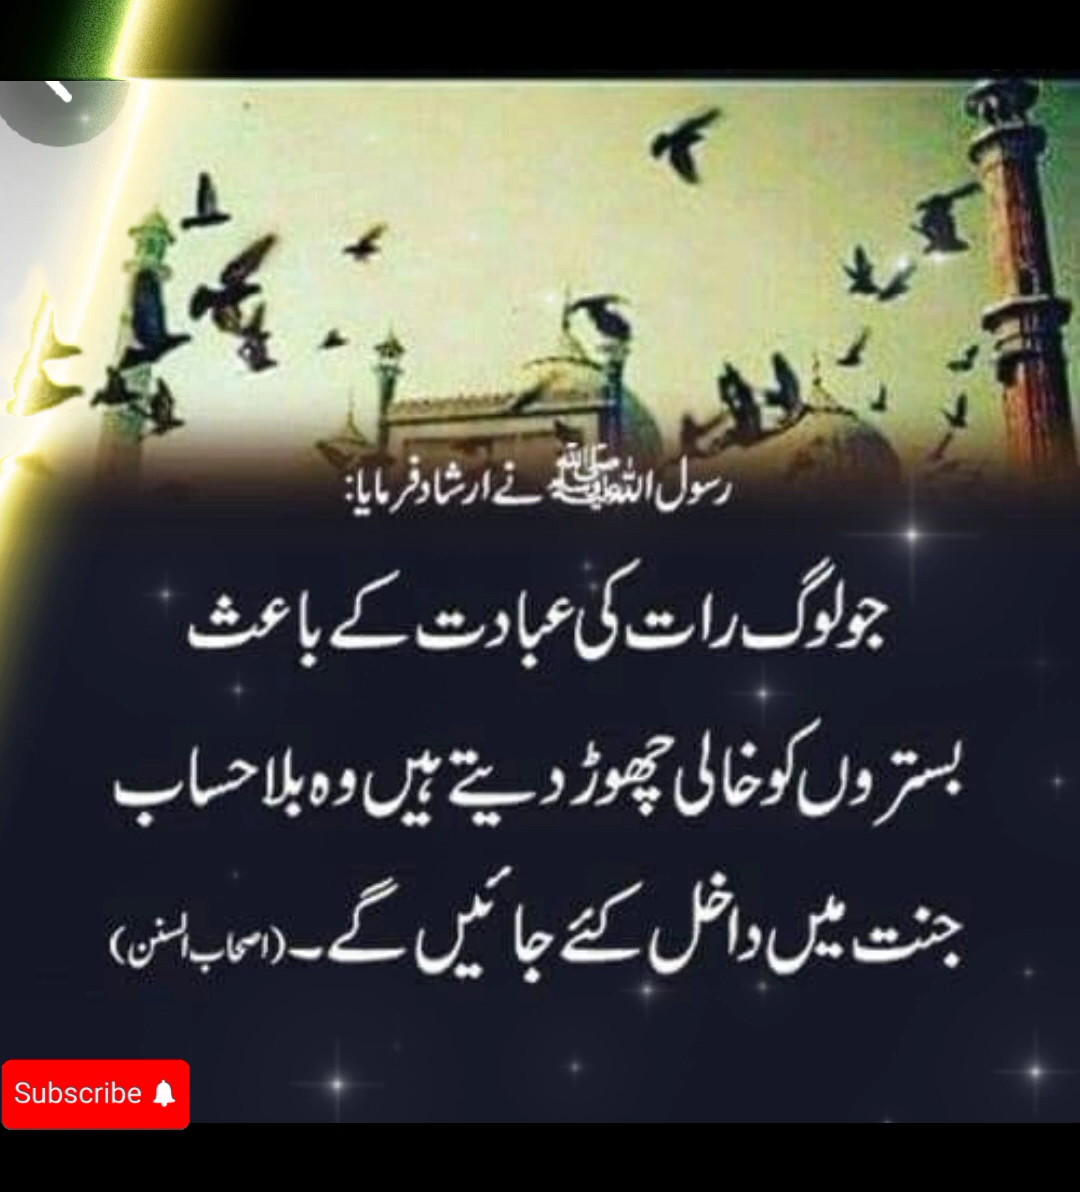 رسول اللہ ﷺ نے ارشاد فرمایا:
جو لوگ رات کی عبادت کے باعث
بستروں کو خالی چھوڑ دیتے ہیں وہ بلا حساب
جنت میں داخل کئے جائیں گے۔ (اصحاب السنن)
Subscribe